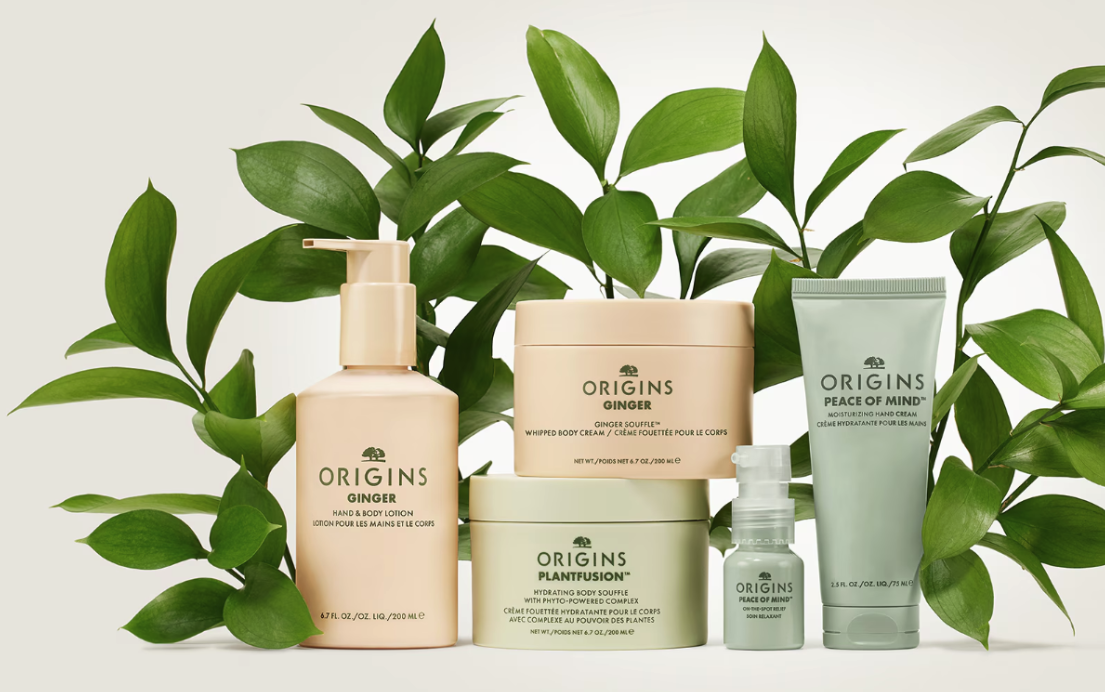 ORIGINS
GINGER
HAND & BODY LOTION
LOTION POUR LES MAINS ET LE CORPS
6.7 FL. OZ./OZ. LIQ./200 ML e
ORIGINS
GINGER
GINGER SOUFFLE™
WHIPPED BODY CREAM / CRÈME FOUETTÉE POUR LE CORPS
NET WT./POIDS NET 6.7 OZ./200 ML e
ORIGINS
PLANTFUSION™
HYDRATING BODY SOUFFLE
WITH PHYTO-POWERED COMPLEX
CRÈME FOUETTÉE HYDRATANTE POUR LE CORPS
AVEC COMPLEXE AU POUVOIR DES PLANTES
NET WT./POIDS NET 6.7 OZ./200 ML e
ORIGINS
PEACE OF MIND™
ON-THE-SPOT RELIEF
SOIN RELAXANT
ORIGINS
PEACE OF MIND™
MOISTURIZING HAND CREAM
CRÈME HYDRATANTE POUR LES MAINS
FL. OZ./OZ. LIQ./75 ML e